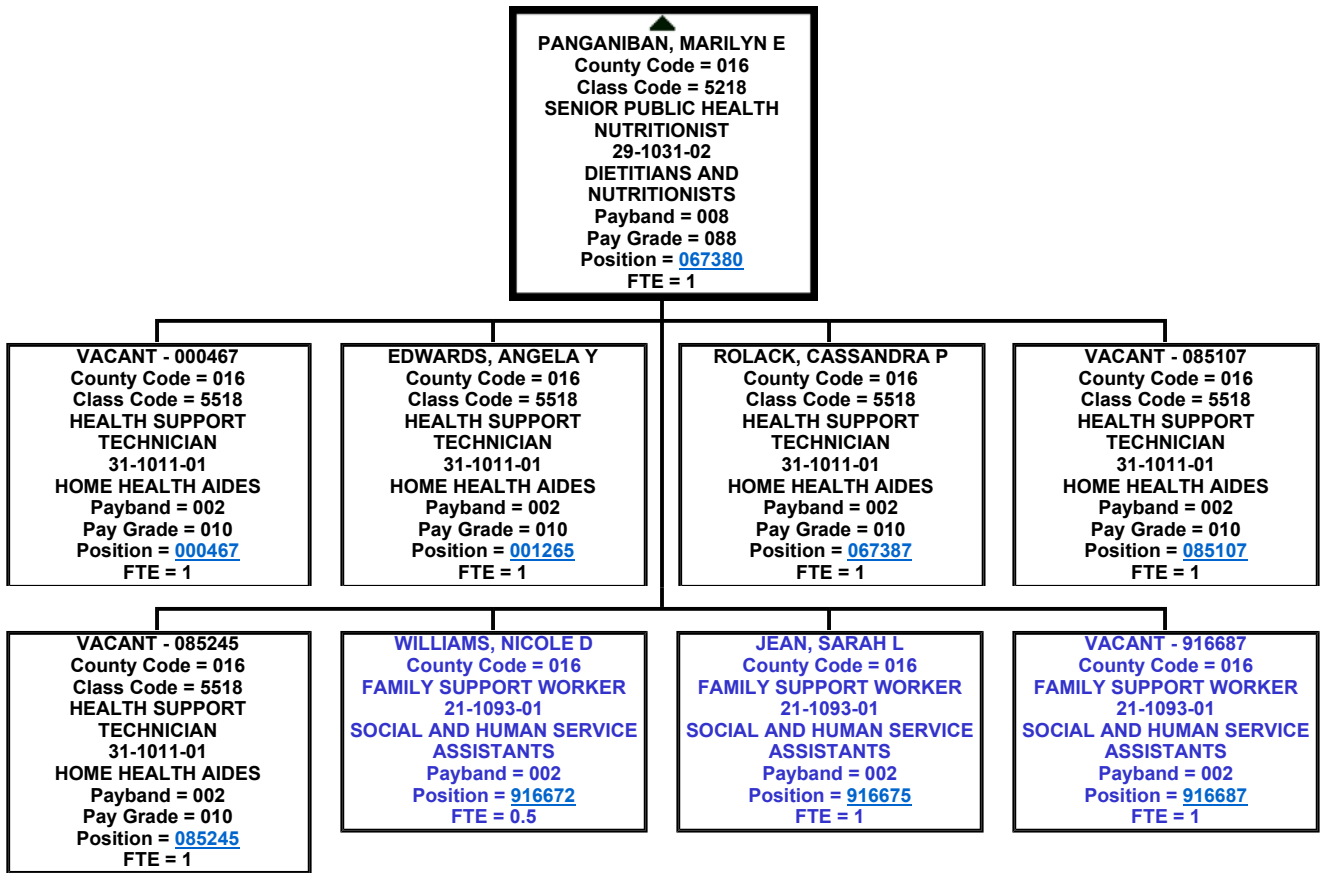 PANGANIBAN, MARILYN E
County Code = 016
Class Code = 5218
SENIOR PUBLIC HEALTH
NUTRITIONIST
29-1031-02
DIETITIANS AND
NUTRITIONISTS
Payband = 008
Pay Grade = 088
Position = 067380
FTE = 1
VACANT - 000467
County Code = 016
Class Code = 5518
HEALTH SUPPORT
TECHNICIAN
31-1011-01
HOME HEALTH AIDES
Payband = 002
Pay Grade = 010
Position = 000467
FTE = 1
EDWARDS, ANGELA Y
County Code = 016
Class Code = 5518
HEALTH SUPPORT
TECHNICIAN
31-1011-01
HOME HEALTH AIDES
Payband = 002
Pay Grade = 010
Position = 001265
FTE = 1
ROLACK, CASSANDRA P
County Code = 016
Class Code = 5518
HEALTH SUPPORT
TECHNICIAN
31-1011-01
HOME HEALTH AIDES
Payband = 002
Pay Grade = 010
Position = 067387
FTE = 1
VACANT - 085107
County Code = 016
Class Code = 5518
HEALTH SUPPORT
TECHNICIAN
31-1011-01
HOME HEALTH AIDES
Payband = 002
Pay Grade = 010
Position = 085107
FTE = 1
VACANT - 085245
County Code = 016
Class Code = 5518
HEALTH SUPPORT
TECHNICIAN
31-1011-01
HOME HEALTH AIDES
Payband = 002
Pay Grade = 010
Position = 085245
FTE = 1
WILLIAMS, NICOLE D
County Code = 016
FAMILY SUPPORT WORKER
21-1093-01
SOCIAL AND HUMAN SERVICE
ASSISTANTS
Payband = 002
Position = 916672
FTE = 0.5
JEAN, SARAH L
County Code = 016
FAMILY SUPPORT WORKER
21-1093-01
SOCIAL AND HUMAN SERVICE
ASSISTANTS
Payband = 002
Position = 916675
FTE = 1
VACANT - 916687
County Code = 016
FAMILY SUPPORT WORKER
21-1093-01
SOCIAL AND HUMAN SERVICE
ASSISTANTS
Payband = 002
Position = 916687
FTE = 1